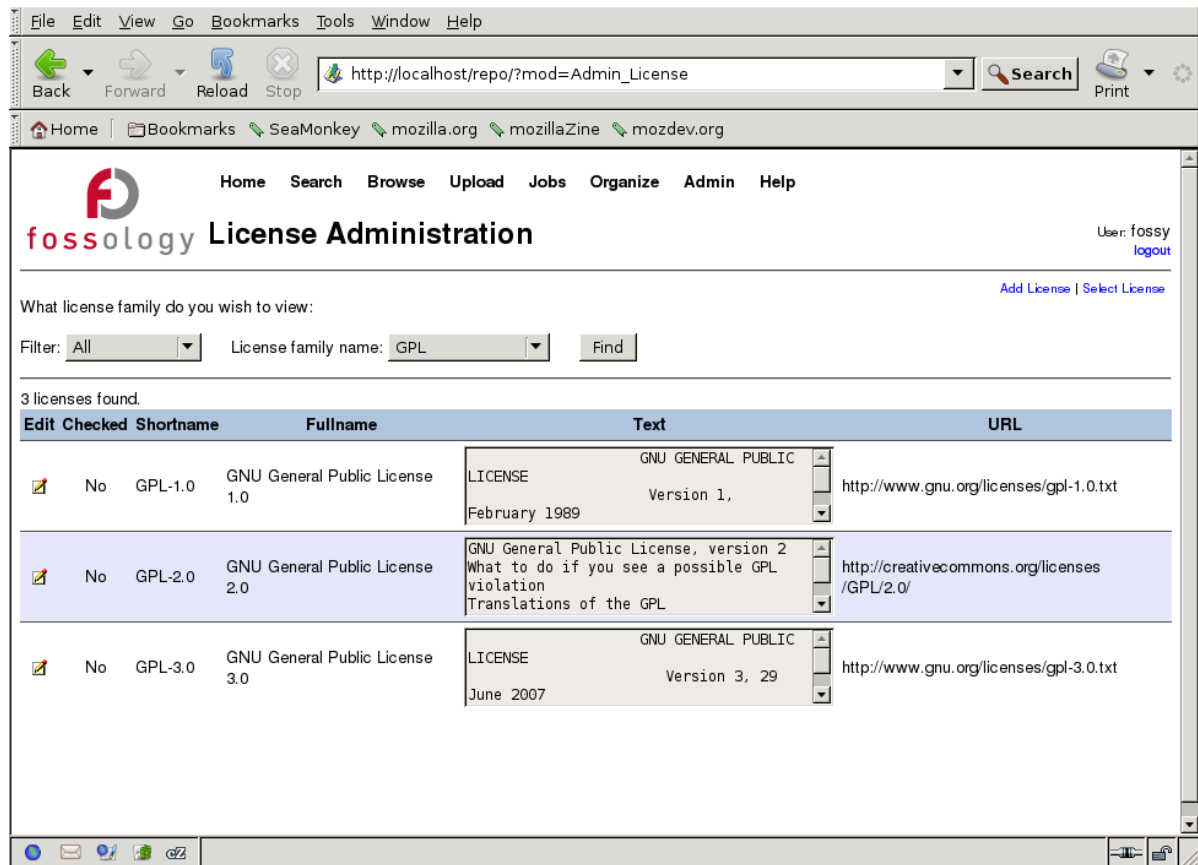 File Edit View Go Bookmarks Tools Window Help
http://localhost/repo/?mod=Admin_License
Search
Back Forward Reload Stop Print
Home Bookmarks SeaMonkey mozilla.org mozillaZine mozdev.org
Home Search Browse Upload Jobs Organize Admin Help
fossology License Administration
User: fossy
logout
Add License | Select License
What license family do you wish to view:
Filter: All License family name: GPL Find
3 licenses found.
Edit Checked Shortname Fullname Text URL
GNU GENERAL PUBLIC
LICENSE
Version 1,
February 1989
No GPL-1.0 GNU General Public License
1.0
http://www.gnu.org/licenses/gpl-1.0.txt
GNU General Public License, version 2
What to do if you see a possible GPL
violation
Translations of the GPL
No GPL-2.0 GNU General Public License
2.0
http://creativecommons.org/licenses
/GPL/2.0/
GNU GENERAL PUBLIC
LICENSE
Version 3, 29
June 2007
No GPL-3.0 GNU General Public License
3.0
http://www.gnu.org/licenses/gpl-3.0.txt
cZ